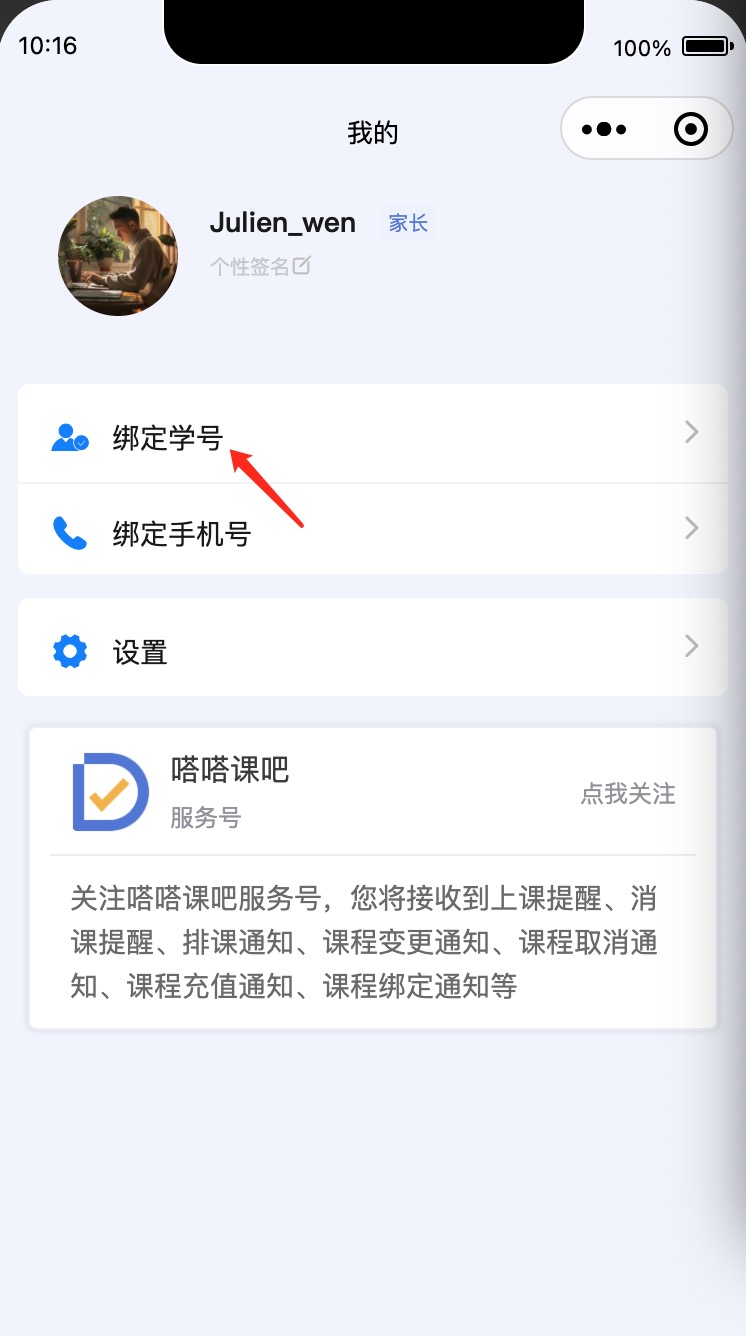 10:16
100%
我的
Julien_wen
家长
个性签名
绑定学号
绑定手机号
设置
嗒嗒课吧
服务号
点我关注
关注嗒嗒课吧服务号，您将接收到上课提醒、消
课提醒、排课通知、课程变更通知、课程取消通
知、课程充值通知、课程绑定通知等